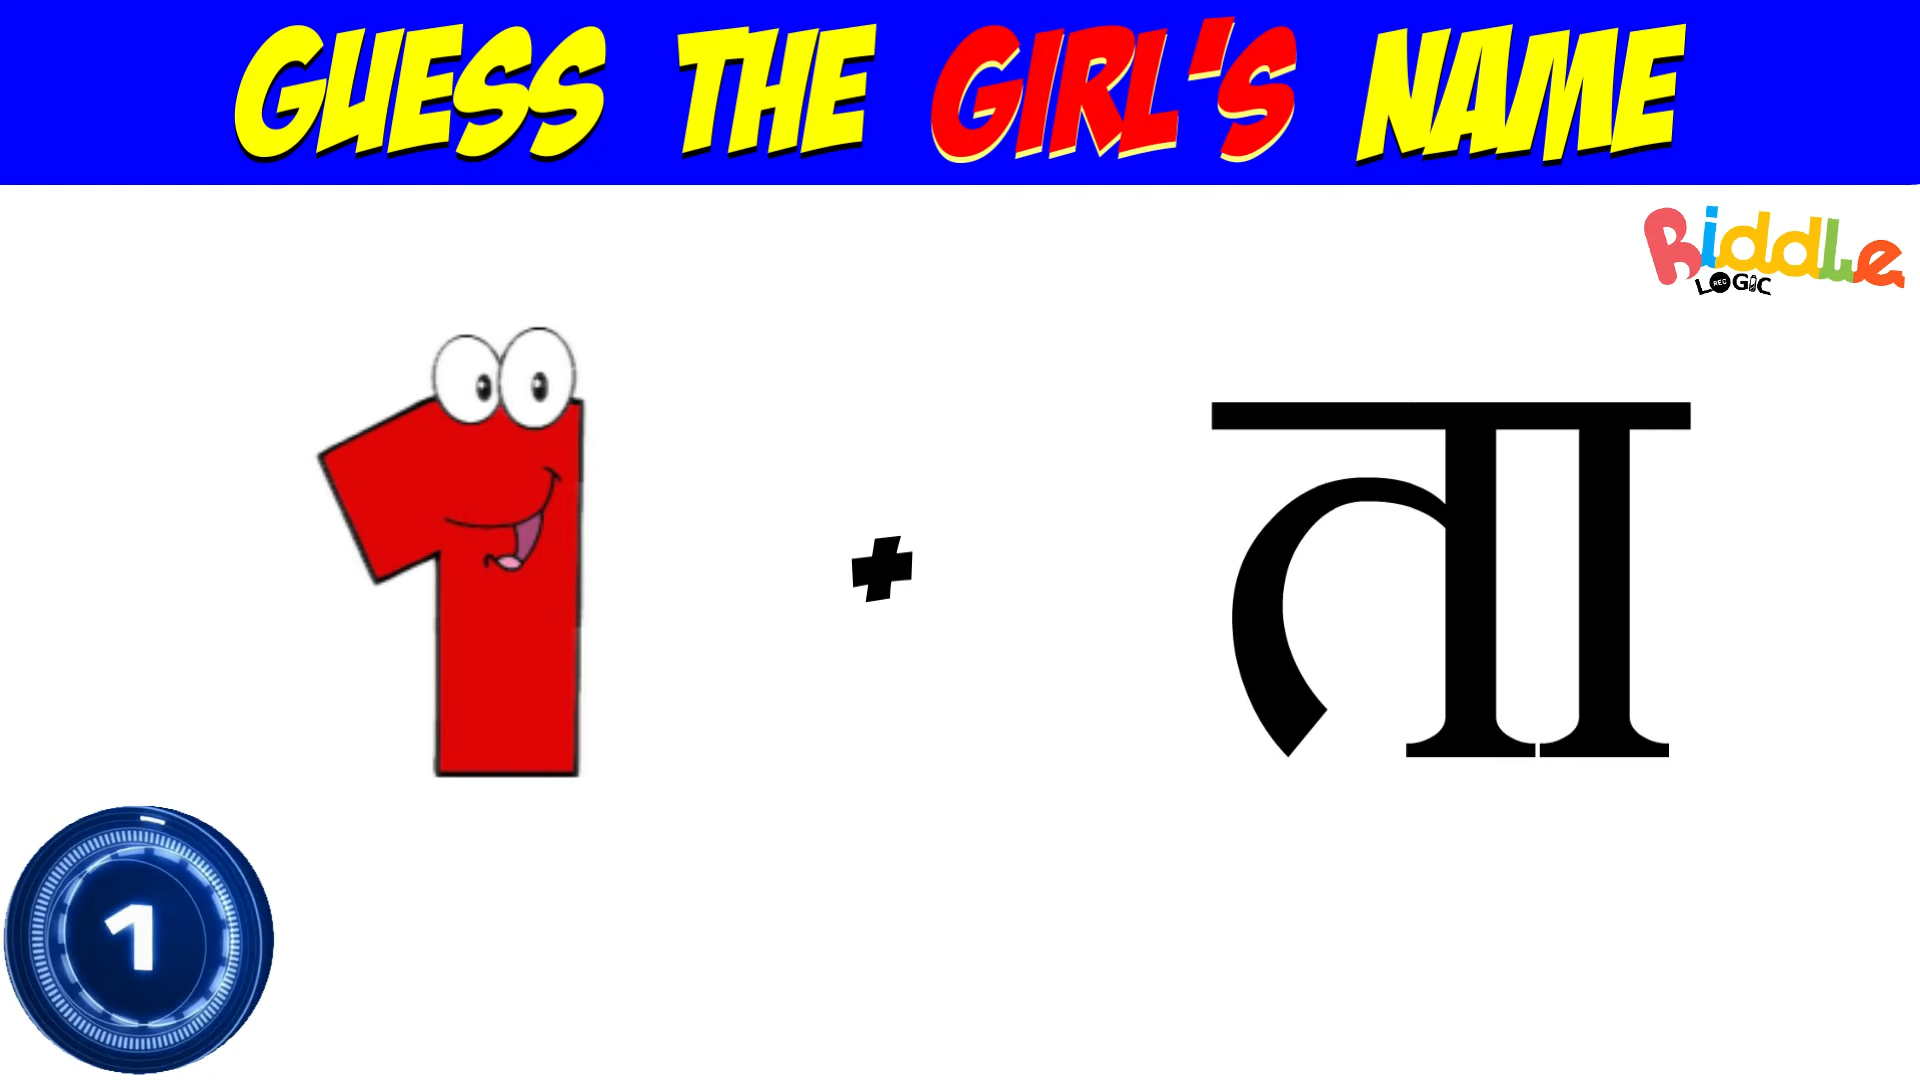 GUESS THE GIRL'S NAME
Riddle
LOGIC
1 + ता
1